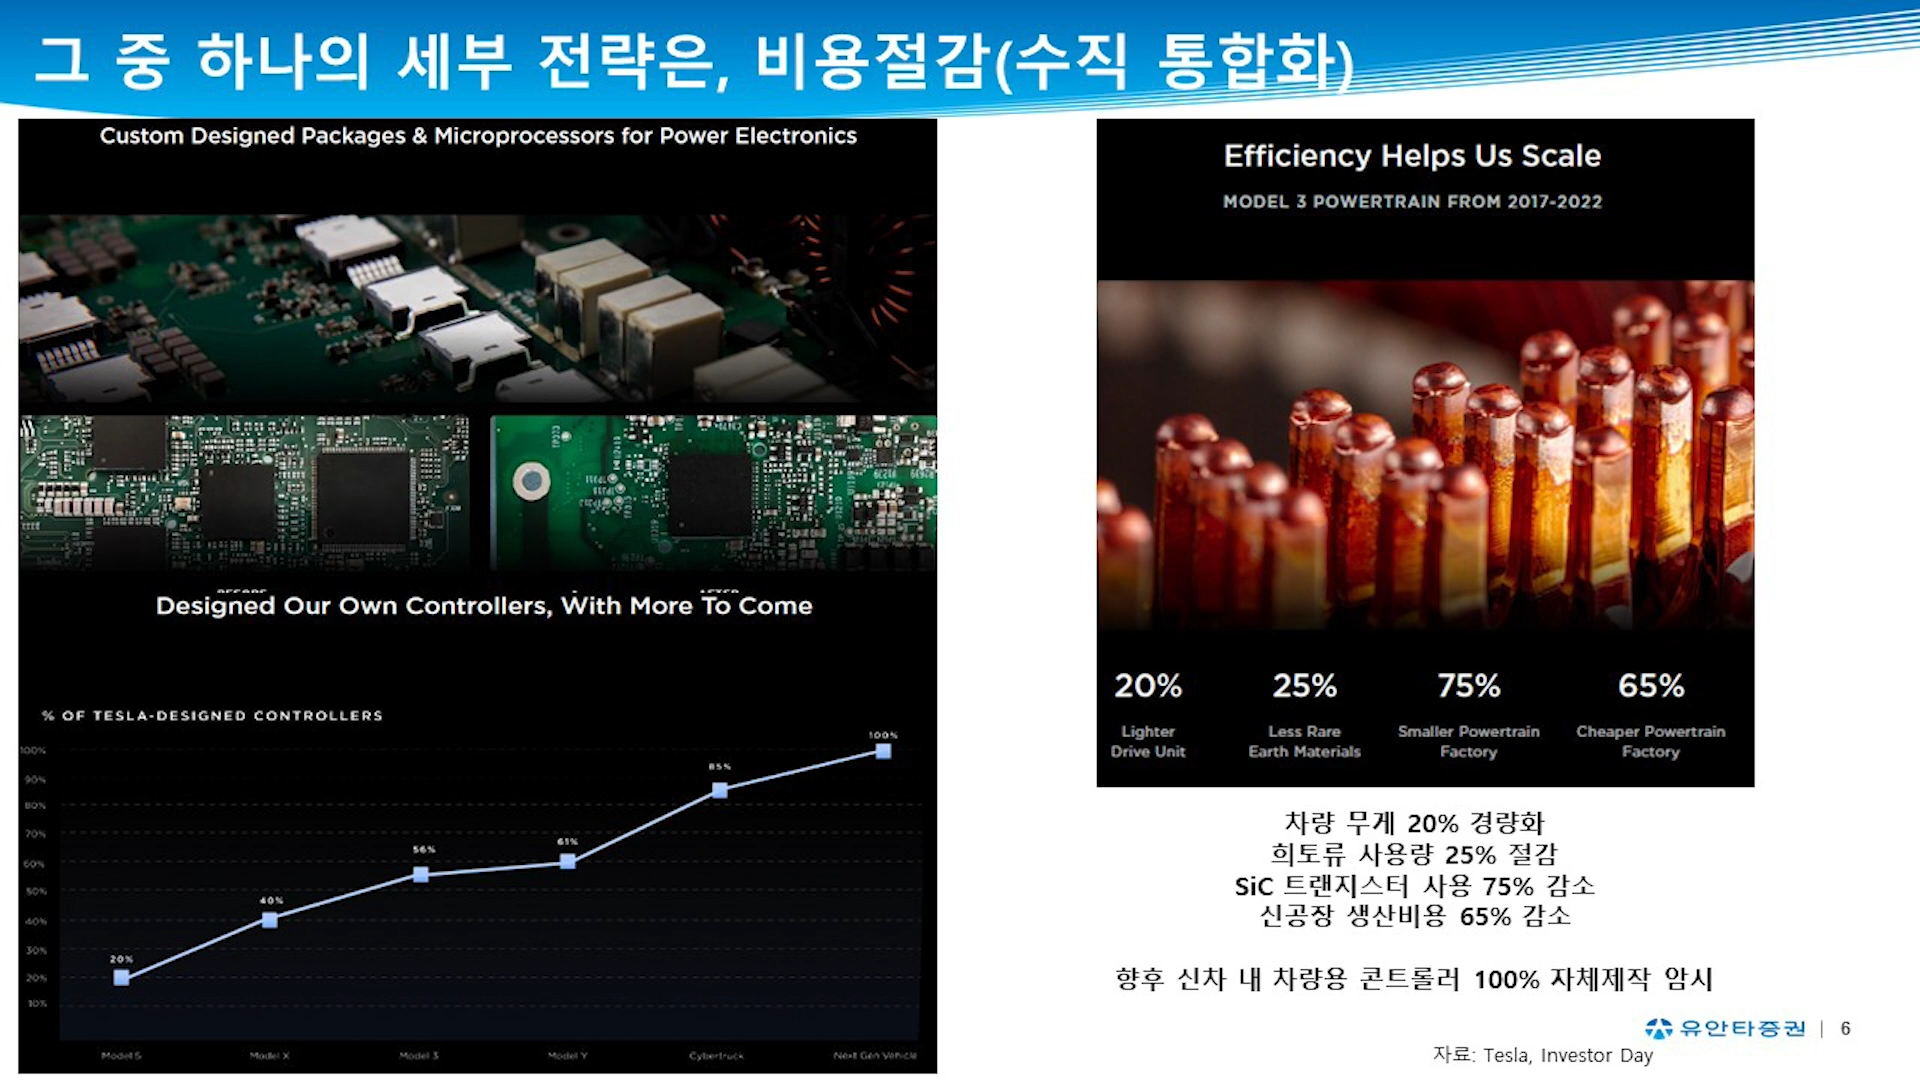 그 중 하나의 세부 전략은, 비용절감(수직 통합화)
Custom Designed Packages & Microprocessors for Power Electronics
Designed Our Own Controllers, With More To Come
% OF TESLA-DESIGNED CONTROLLERS
100%
90%
80%
70%
60%
50%
40%
30%
20%
10%
20%
40%
56%
61%
85%
100%
Model S
Model X
Model 3
Model Y
Cybertruck
Next Gen Vehicle
Efficiency Helps Us Scale
MODEL 3 POWERTRAIN FROM 2017-2022
20%
Lighter
Drive Unit
25%
Less Rare
Earth Materials
75%
Smaller Powertrain
Factory
65%
Cheaper Powertrain
Factory
차량 무게 20% 경량화
희토류 사용량 25% 절감
SiC 트랜지스터 사용 75% 감소
신공장 생산비용 65% 감소
향후 신차 내 차량용 콘트롤러 100% 자체제작 암시
유안타증권 | 6
자료: Tesla, Investor Day